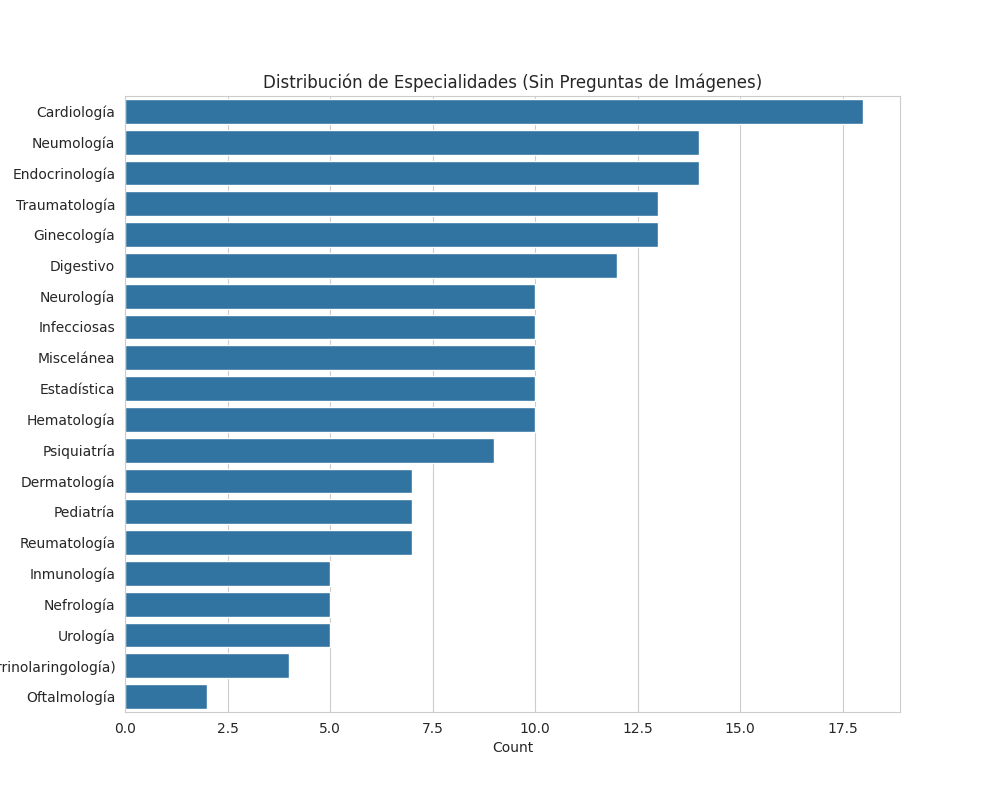 Distribución de Especialidades (Sin Preguntas de Imágenes)
Cardiología
Neumología
Endocrinología
Traumatología
Ginecología
Digestivo
Neurología
Infecciosas
Miscelánea
Estadística
Hematología
Psiquiatría
Dermatología
Pediatría
Reumatología
Inmunología
Nefrología
Urología
rrinolaringología)
Oftalmología
0.0 2.5 5.0 7.5 10.0 12.5 15.0 17.5
Count